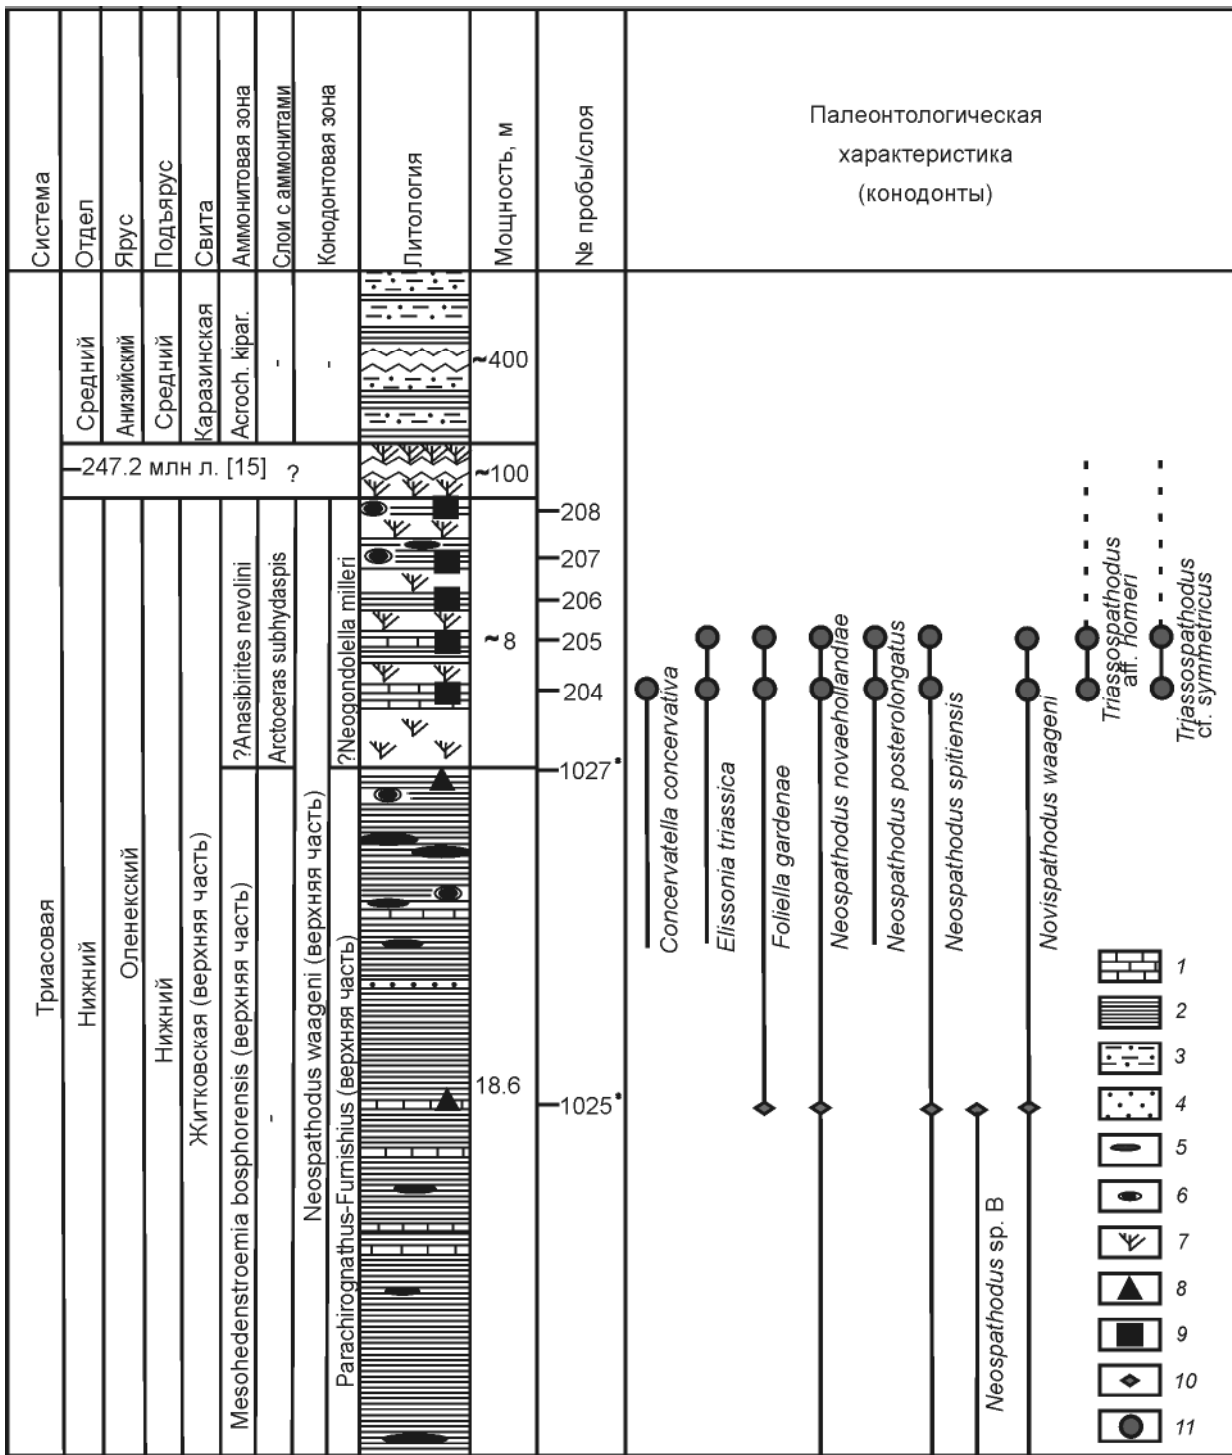 Система
Отдел
Ярус
Подъярус
Свита
Аммонитовая зона
Слои с аммонитами
Конодонтовая зона
Литология
Мощность, м
№ пробы/слоя
Палеонтологическая
характеристика
(конодонты)
Триасовая
Средний
Анизийский
Средний
Каразинская
Acroch. kipar.
-
-
~400
247.2 млн л. [15] ?
~100
Нижний
Оленекский
Нижний
Житковская (верхняя часть)
?Anasibirites nevolini
Arctoceras subhydaspis
?Neogondolella milleri
Mesohedenstroemia bosphorensis (верхняя часть)
-
Neospathodus waageni (верхняя часть)
Parachirognathus-Furnishius (верхняя часть)
~8
18.6
208
207
206
205
204
1027*
1025*
Concervatella concervativa
Elissonia triassica
Foliella gardenae
Neospathodus novaehollandiae
Neospathodus posterolongatus
Neospathodus spitiensis
Neospathodus sp. B
Novispathodus waageni
Triassospathodus
aff. homeri
Triassospathodus
cf. symmetricus
1
2
3
4
5
6
7
8
9
10
11